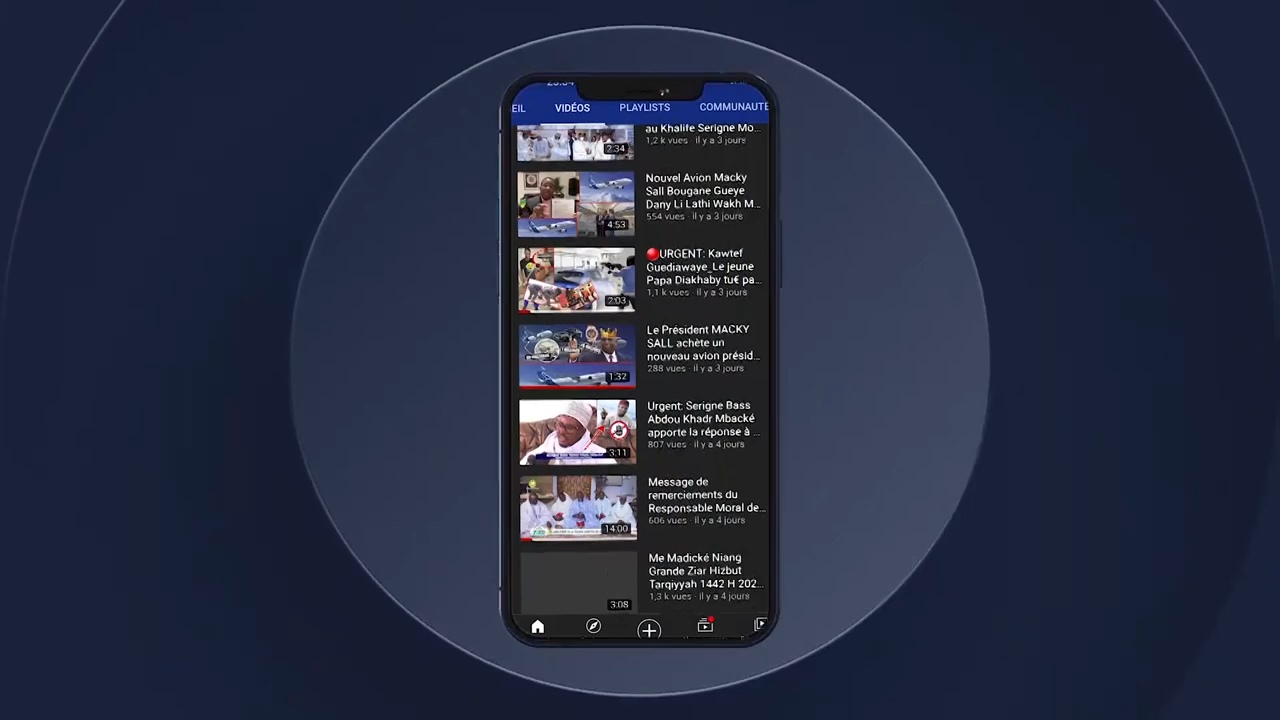 EIL VIDÉOS PLAYLISTS COMMUNAUTÉ
au Khalife Serigne Mo...
1,2 k vues · il y a 3 jours
2:34
Nouvel Avion Macky
Sall Bougane Gueye
Dany Li Lathi Wakh M...
554 vues · il y a 3 jours
4:53
🔴URGENT: Kawtef
Guediawaye_Le jeune
Papa Diakhaby tu€ pa...
1,1 k vues · il y a 3 jours
2:03
Le Président MACKY
SALL achète un
nouveau avion présid...
288 vues · il y a 3 jours
1:32
Urgent: Serigne Bass
Abdou Khadr Mbacké
apporte la réponse à ...
807 vues · il y a 4 jours
3:11
Message de
remerciements du
Responsable Moral de...
606 vues · il y a 4 jours
14:00
Me Madické Niang
Grande Ziar Hizbut
Tarqiyyah 1442 H 202...
1,3 k vues · il y a 4 jours
3:08